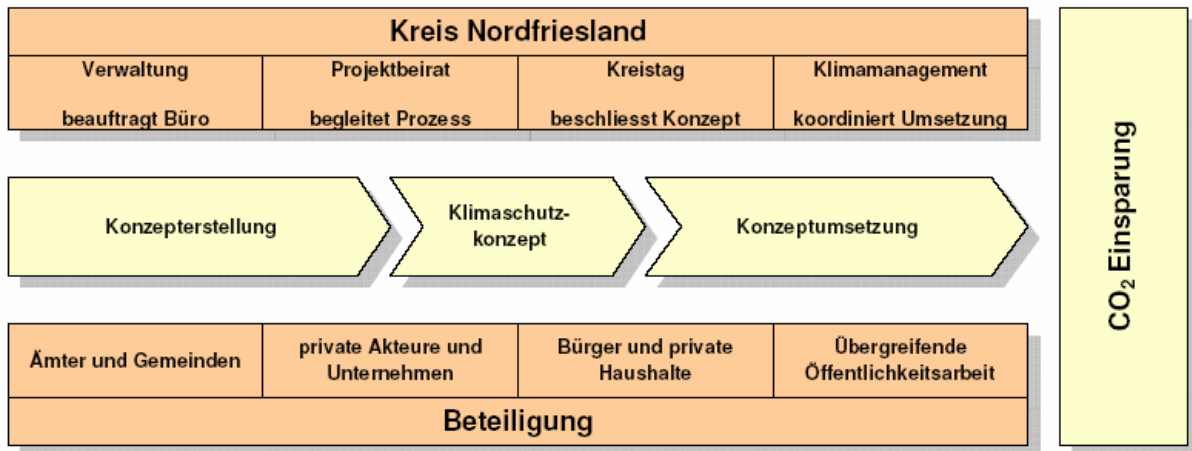 Kreis Nordfriesland
Verwaltung
beauftragt Büro
Projektbeirat
begleitet Prozess
Kreistag
beschliesst Konzept
Klimamanagement
koordiniert Umsetzung
Konzepterstellung
Klimaschutz-
konzept
Konzeptumsetzung
Ämter und Gemeinden
private Akteure und
Unternehmen
Bürger und private
Haushalte
Übergreifende
Öffentlichkeitsarbeit
Beteiligung
CO₂ Einsparung